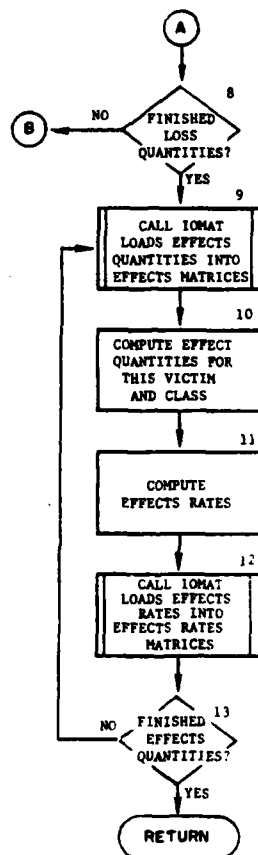 A
8
NO
B
FINISHED
LOSS
QUANTITIES?
YES
9
CALL IOMAT
LOADS EFFECTS
QUANTITIES INTO
EFFECTS MATRICES
10
COMPUTE EFFECT
QUANTITIES FOR
THIS VICTIM
AND CLASS
11
COMPUTE
EFFECTS RATES
12
CALL IOMAT
LOADS EFFECTS
RATES INTO
EFFECTS RATES
MATRICES
13
NO
FINISHED
EFFECTS
QUANTITIES?
YES
RETURN